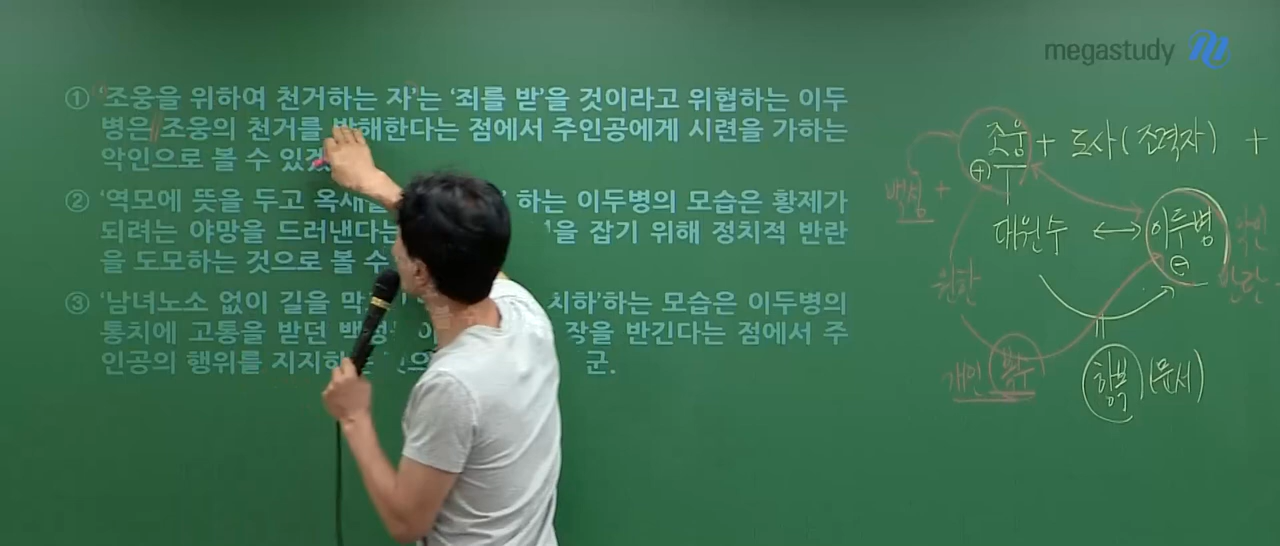 megastudy
① '조웅을 위하여 천거하는 자'는 '죄를 받'을 것이라고 위협하는 이두
병은 조웅의 천거를 방해한다는 점에서 주인공에게 시련을 가하는
악인으로 볼 수 있겠
② '역모에 뜻을 두고 옥새를 하는 이두병의 모습은 황제가
되려는 야망을 드러낸다는 을 잡기 위해 정치적 반란
을 도모하는 것으로 볼 수
③ '남녀노소 없이 길을 막 치하'하는 모습은 이두병의
통치에 고통을 받던 백성 장을 반긴다는 점에서 주
인공의 행위를 지지하 군.
조웅 + 도사(조력자) +
백성 +
대원수 ↔ 이두병
원한
개인 복수
항복 (문서)